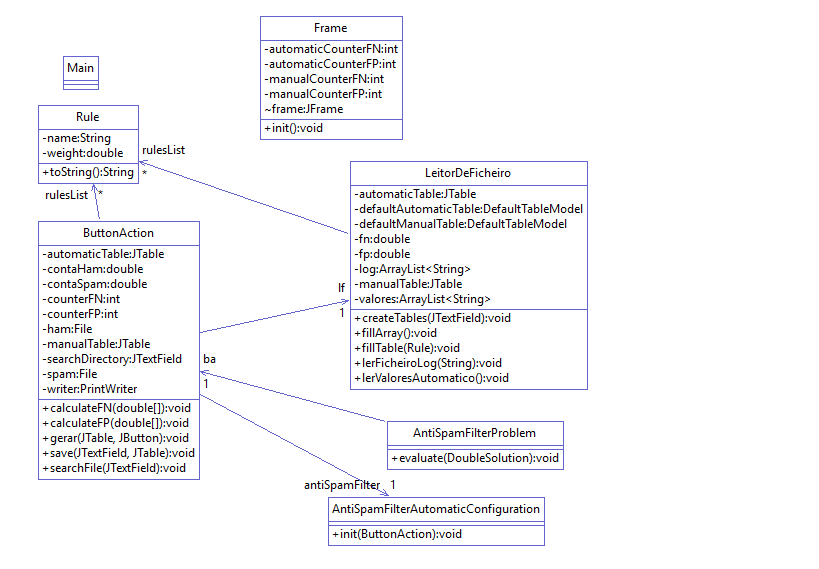 Frame
-automaticCounterFN:int
-automaticCounterFP:int
-manualCounterFN:int
-manualCounterFP:int
~frame:JFrame
+init():void
Main
Rule
-name:String
-weight:double
+toString():String
rulesList
*
rulesList
*
LeitorDeFicheiro
-automaticTable:JTable
-defaultAutomaticTable:DefaultTableModel
-defaultManualTable:DefaultTableModel
-fn:double
-fp:double
-log:ArrayList<String>
-manualTable:JTable
-valores:ArrayList<String>
+createTables(JTextField):void
+fillArray():void
+fillTable(Rule):void
+lerFicheiroLog(String):void
+lerValoresAutomatico():void
ButtonAction
-automaticTable:JTable
-contaHam:double
-contaSpam:double
-counterFN:int
-counterFP:int
-ham:File
-manualTable:JTable
-searchDirectory:JTextField
-spam:File
-writer:PrintWriter
+calculateFN(double[]):void
+calculateFP(double[]):void
+gerar(JTable, JButton):void
+save(JTextField, JTable):void
+searchFile(JTextField):void
lf
1
ba
1
AntiSpamFilterProblem
+evaluate(DoubleSolution):void
antiSpamFilter
1
AntiSpamFilterAutomaticConfiguration
+init(ButtonAction):void